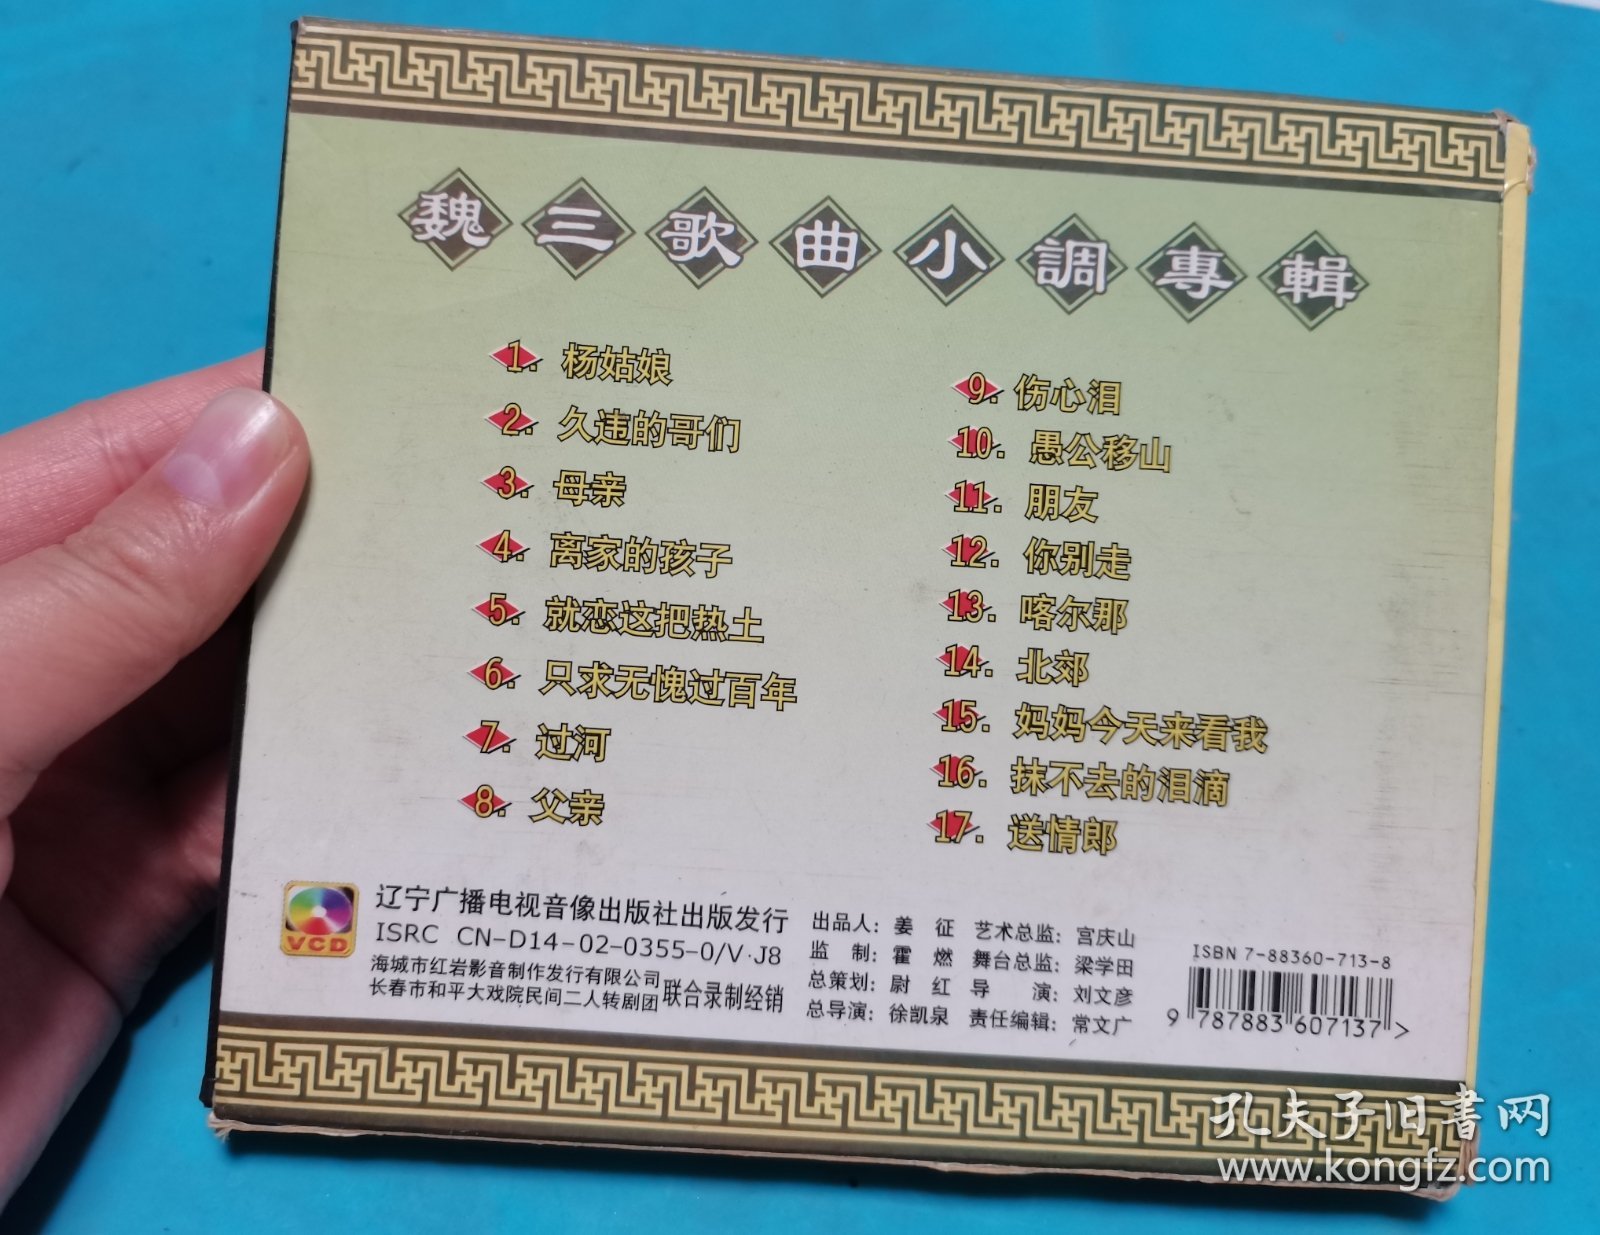 魏三歌曲小調專輯
1. 杨姑娘
2. 久违的哥们
3. 母亲
4. 离家的孩子
5. 就恋这把热土
6. 只求无愧过百年
7. 过河
8. 父亲
9. 伤心泪
10. 愚公移山
11. 朋友
12. 你别走
13. 喀尔那
14. 北郊
15. 妈妈今天来看我
16. 抹不去的泪滴
17. 送情郎
VCD
辽宁广播电视音像出版社出版发行
ISRC CN-D14-02-0355-0/V·J8
海城市红岩影音制作发行有限公司
长春市和平大戏院民间二人转剧团
联合录制经销
出品人: 姜 征 艺术总监: 宫庆山
监 制: 霍 燃 舞台总监: 梁学田
总策划: 尉 红 导 演: 刘文彦
总导演: 徐凯泉 责任编辑: 常文广
ISBN 7-88360-713-8
9 787883 607137 >
孔夫子旧書网
www.kongfz.com